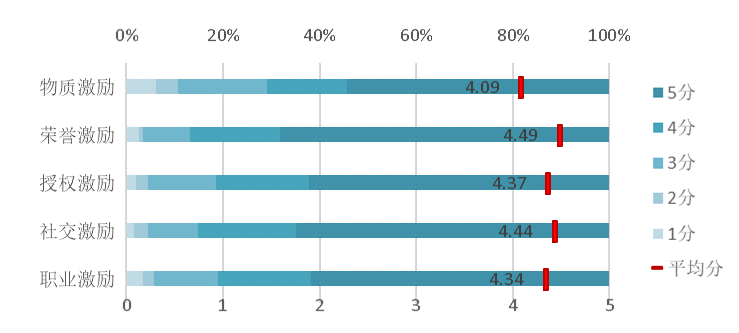 0% 20% 40% 60% 80% 100%
物质激励 4.09
荣誉激励 4.49
授权激励 4.37
社交激励 4.44
职业激励 4.34
0 1 2 3 4 5
5分
4分
3分
2分
1分
平均分